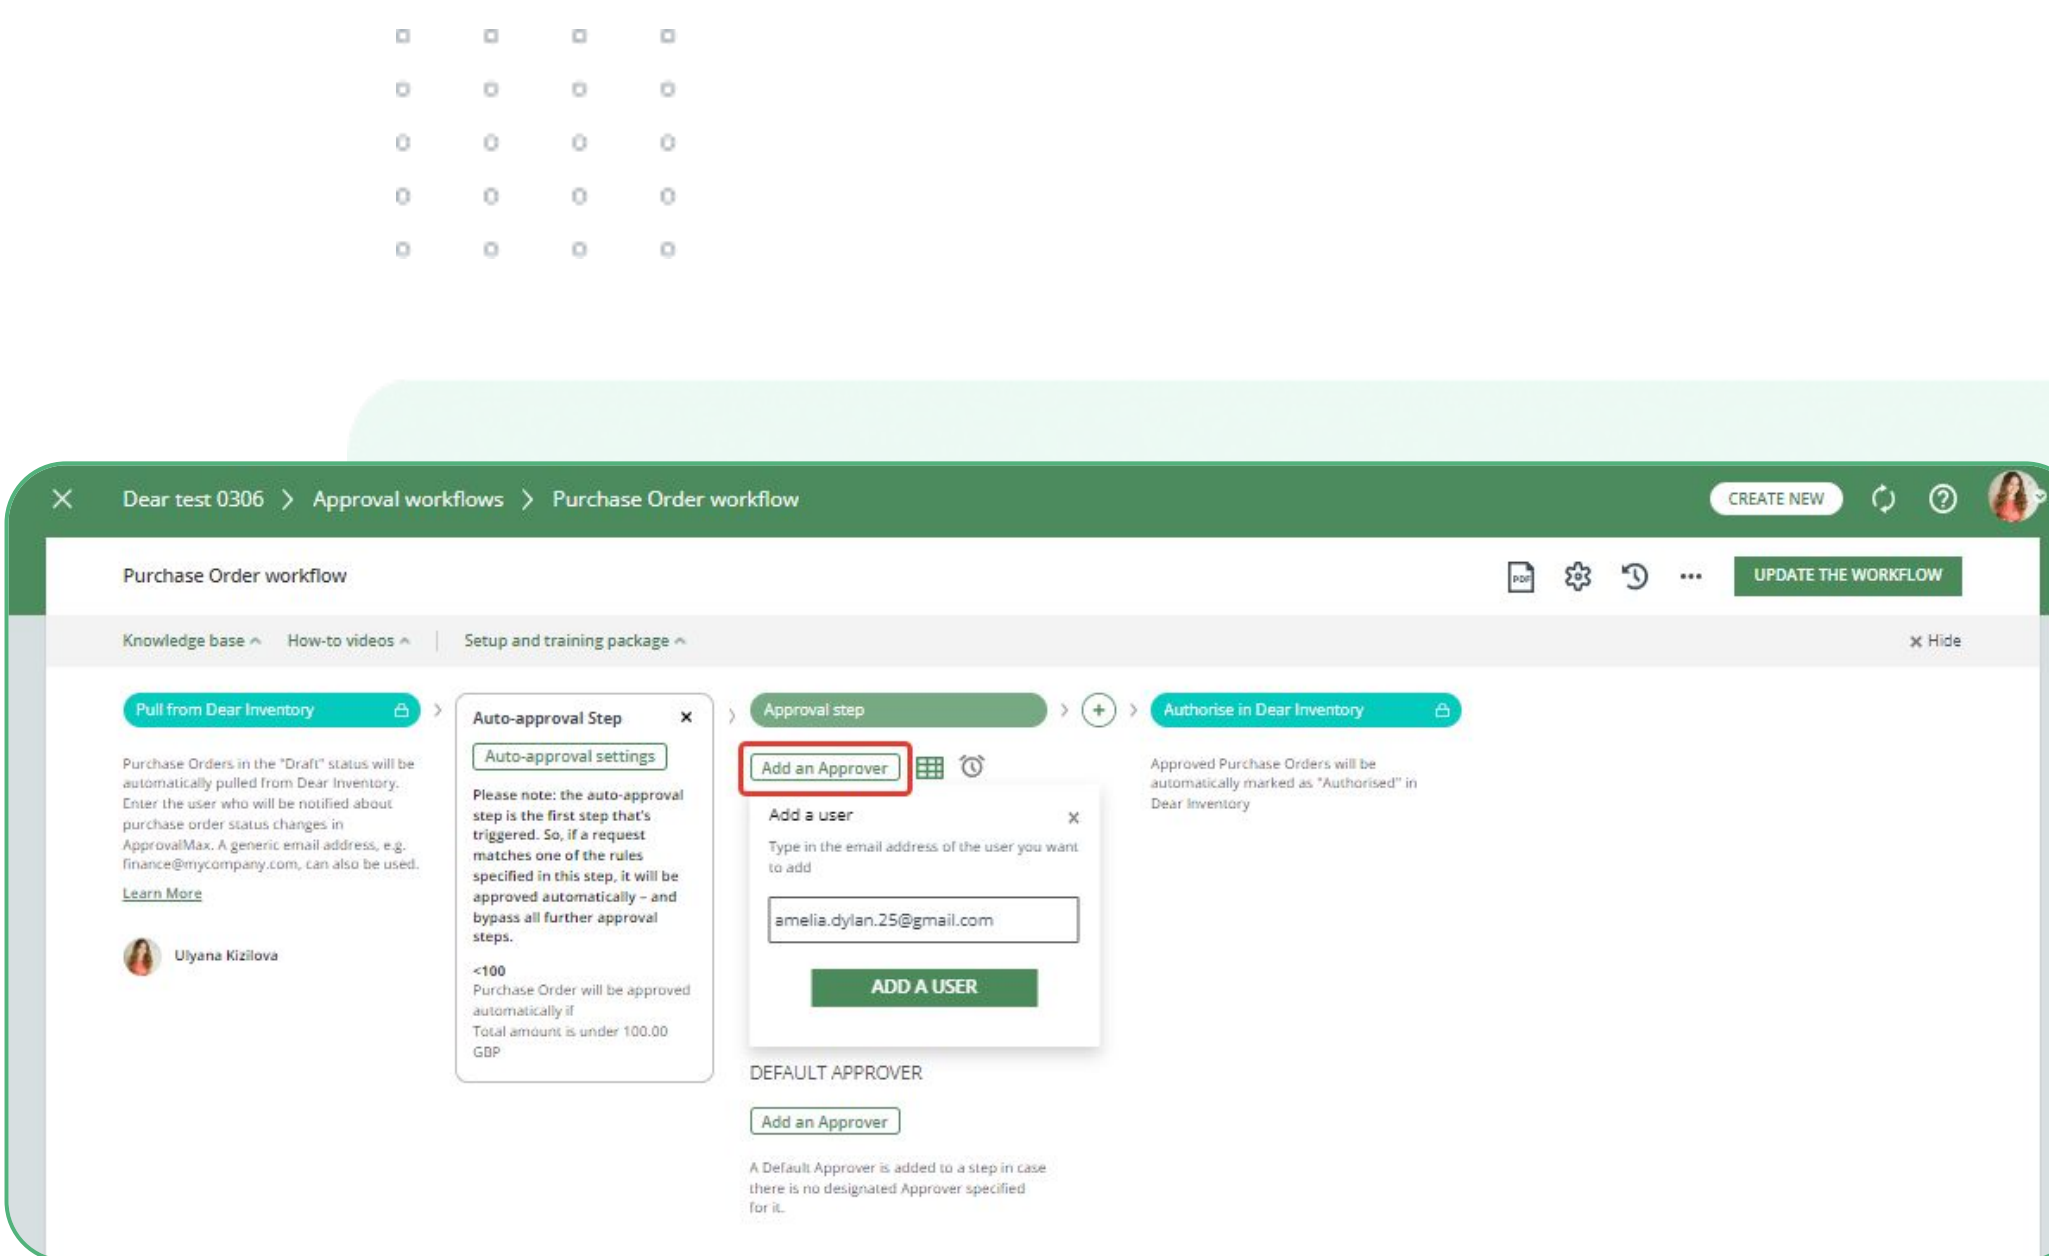 Dear test 0306 > Approval workflows > Purchase Order workflow
CREATE NEW
Purchase Order workflow
PDF
UPDATE THE WORKFLOW
Knowledge base
How-to videos
Setup and training package
Hide
Pull from Dear Inventory
Purchase Orders in the "Draft" status will be
automatically pulled from Dear Inventory.
Enter the user who will be notified about
purchase order status changes in
ApprovalMax. A generic email address, e.g.
finance@mycompany.com, can also be used.
Learn More
Ulyana Kizilova
Auto-approval Step
Auto-approval settings
Please note: the auto-approval
step is the first step that's
triggered. So, if a request
matches one of the rules
specified in this step, it will be
approved automatically – and
bypass all further approval
steps.
<100
Purchase Order will be approved
automatically if
Total amount is under 100.00
GBP
Approval step
Add an Approver
Add a user
Type in the email address of the user you want
to add
amelia.dylan.25@gmail.com
ADD A USER
DEFAULT APPROVER
Add an Approver
A Default Approver is added to a step in case
there is no designated Approver specified
for it.
Authorise in Dear Inventory
Approved Purchase Orders will be
automatically marked as "Authorised" in
Dear Inventory